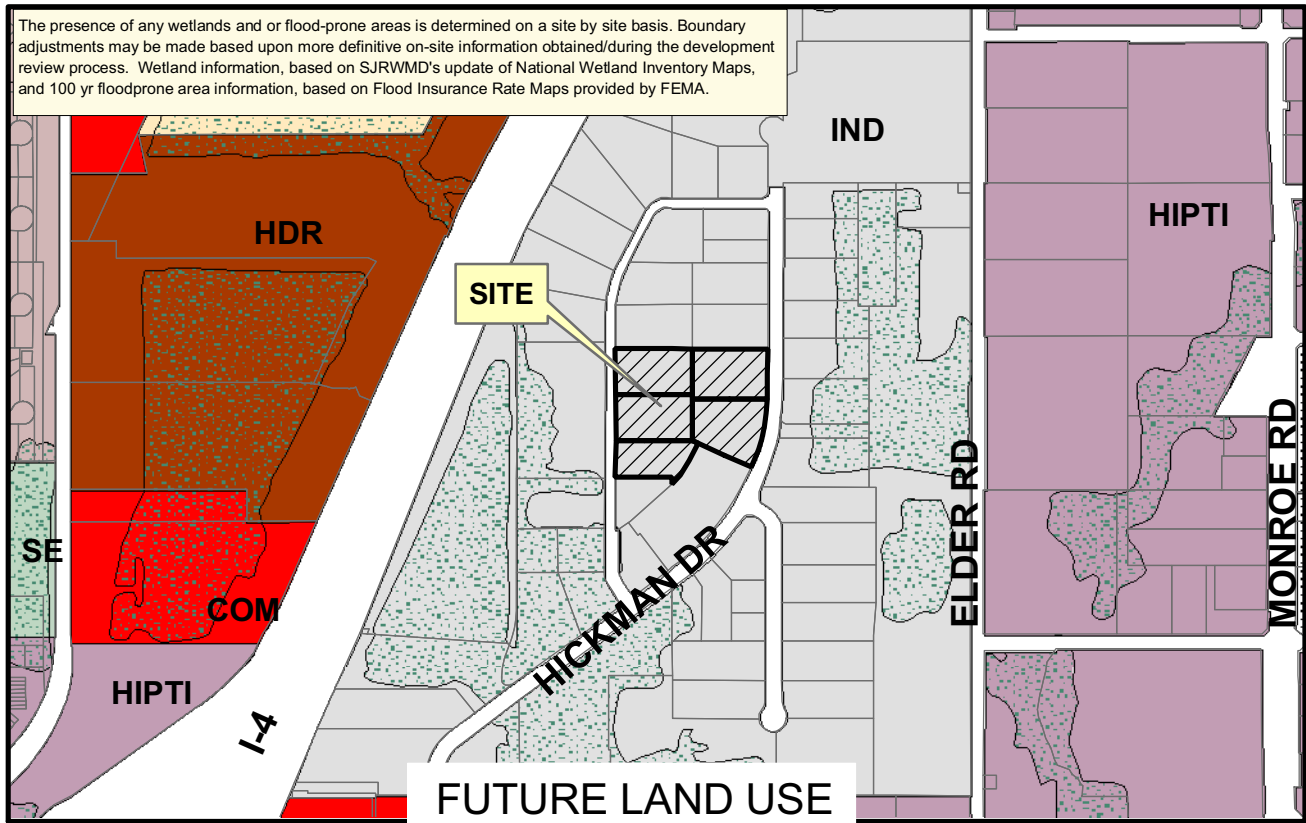 The presence of any wetlands and or flood-prone areas is determined on a site by site basis. Boundary
adjustments may be made based upon more definitive on-site information obtained/during the development
review process.  Wetland information, based on SJRWMD's update of National Wetland Inventory Maps,
and 100 yr floodprone area information, based on Flood Insurance Rate Maps provided by FEMA.
IND
HIPTI
HDR
SITE
MONROE RD
ELDER RD
SE
COM
HICKMAN DR
HIPTI
I-4
FUTURE LAND USE